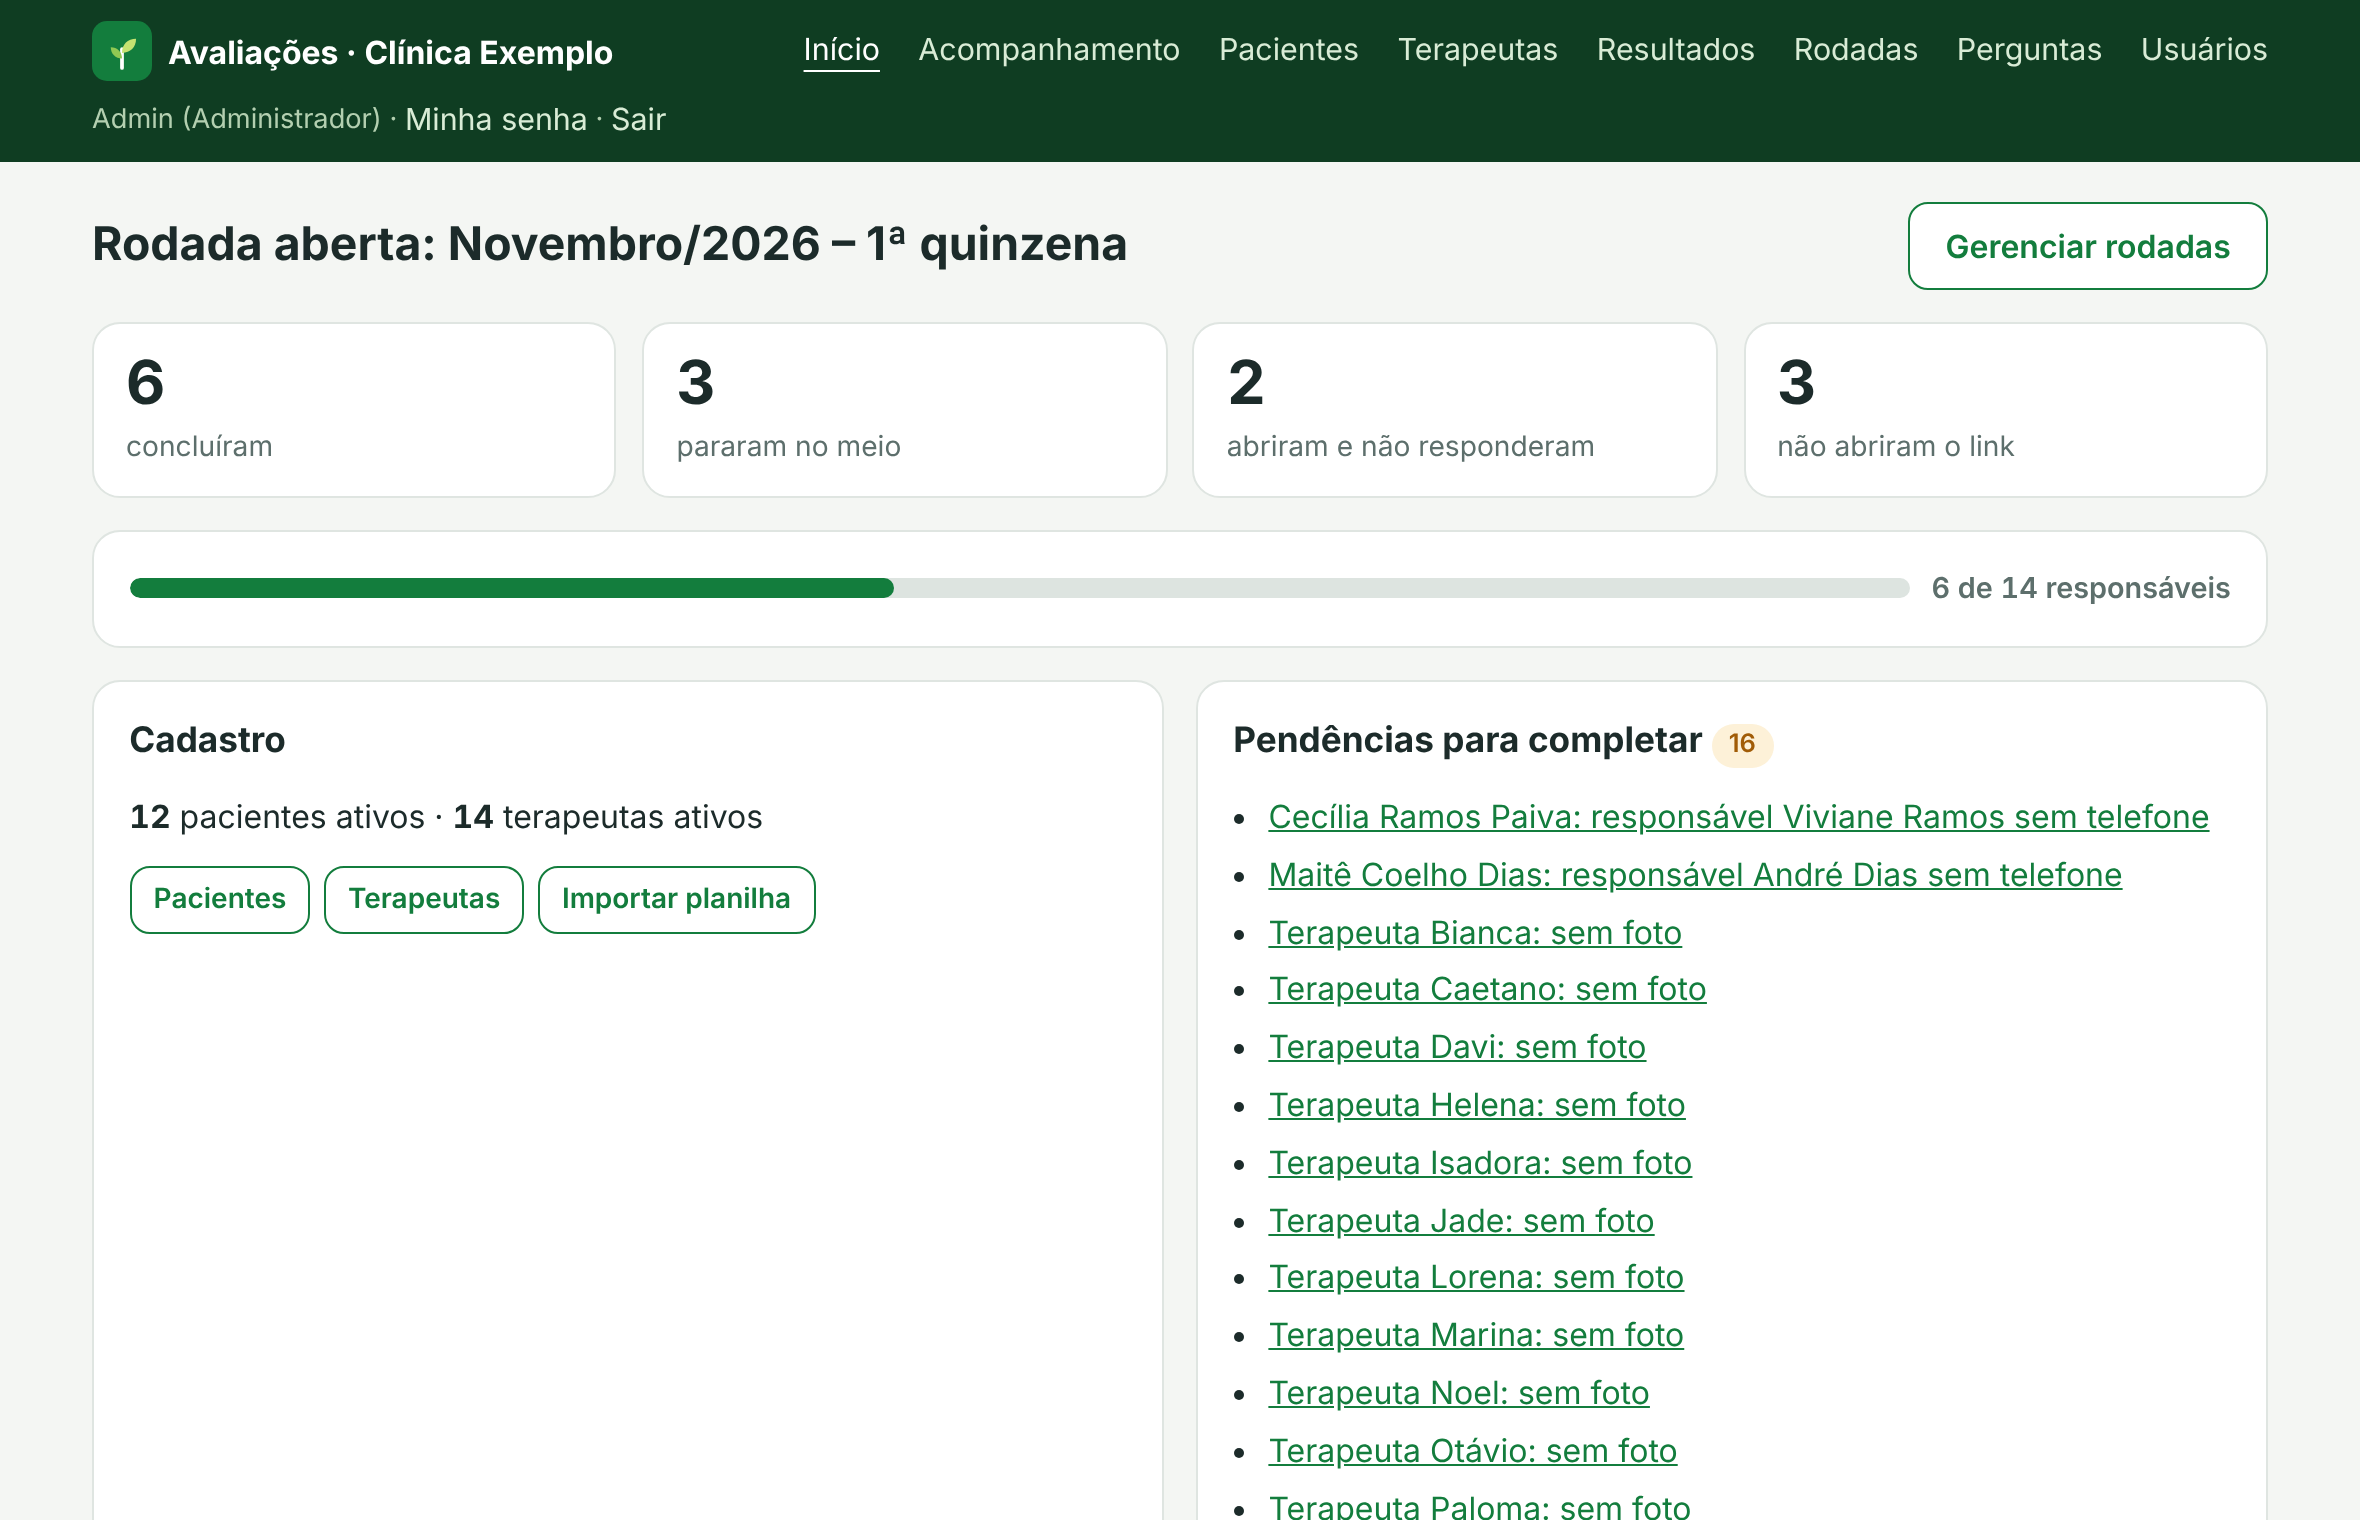 Avaliações · Clínica Exemplo
Início Acompanhamento Pacientes Terapeutas Resultados Rodadas Perguntas Usuários
Admin (Administrador) · Minha senha · Sair
Rodada aberta: Novembro/2026 – 1ª quinzena
Gerenciar rodadas
6
concluíram
3
pararam no meio
2
abriram e não responderam
3
não abriram o link
6 de 14 responsáveis
Cadastro
12 pacientes ativos · 14 terapeutas ativos
Pacientes Terapeutas Importar planilha
Pendências para completar 16
Cecília Ramos Paiva: responsável Viviane Ramos sem telefone
Maitê Coelho Dias: responsável André Dias sem telefone
Terapeuta Bianca: sem foto
Terapeuta Caetano: sem foto
Terapeuta Davi: sem foto
Terapeuta Helena: sem foto
Terapeuta Isadora: sem foto
Terapeuta Jade: sem foto
Terapeuta Lorena: sem foto
Terapeuta Marina: sem foto
Terapeuta Noel: sem foto
Terapeuta Otávio: sem foto
Terapeuta Paloma: sem foto